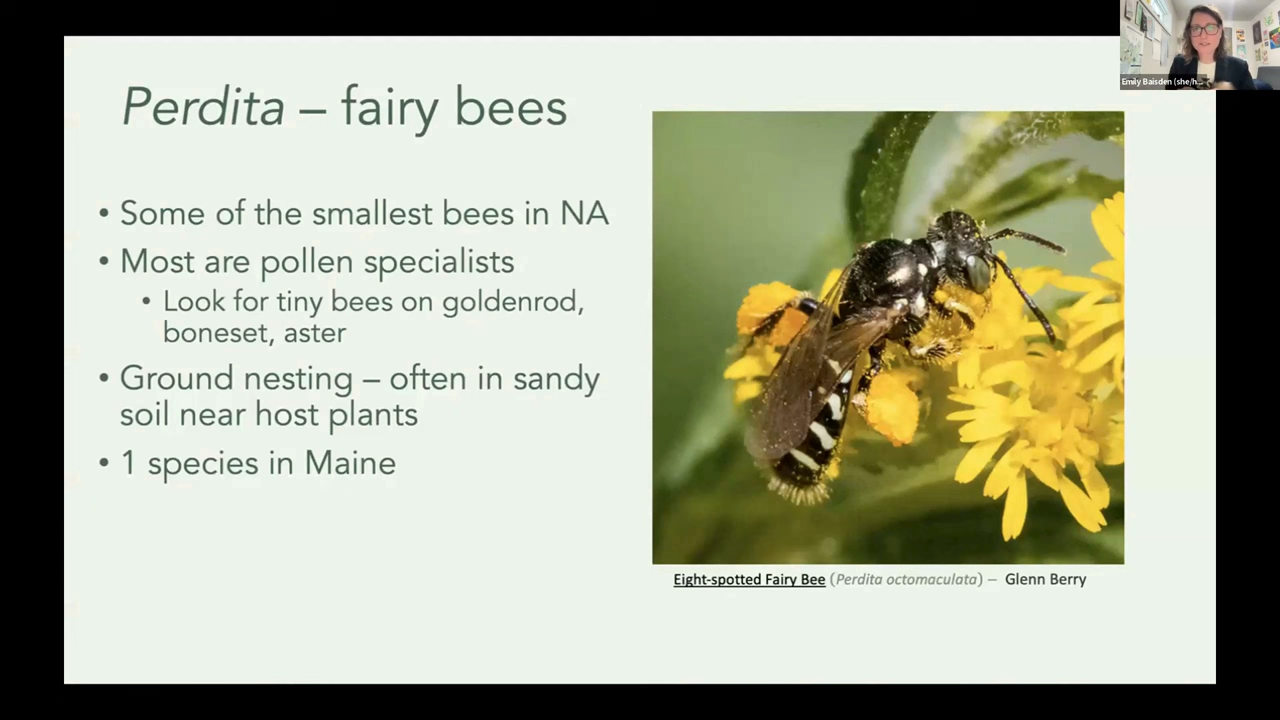 Emily Baisden (she/h...
Perdita – fairy bees
• Some of the smallest bees in NA
• Most are pollen specialists
• Look for tiny bees on goldenrod,
boneset, aster
• Ground nesting – often in sandy
soil near host plants
• 1 species in Maine
Eight-spotted Fairy Bee (Perdita octomaculata) – Glenn Berry